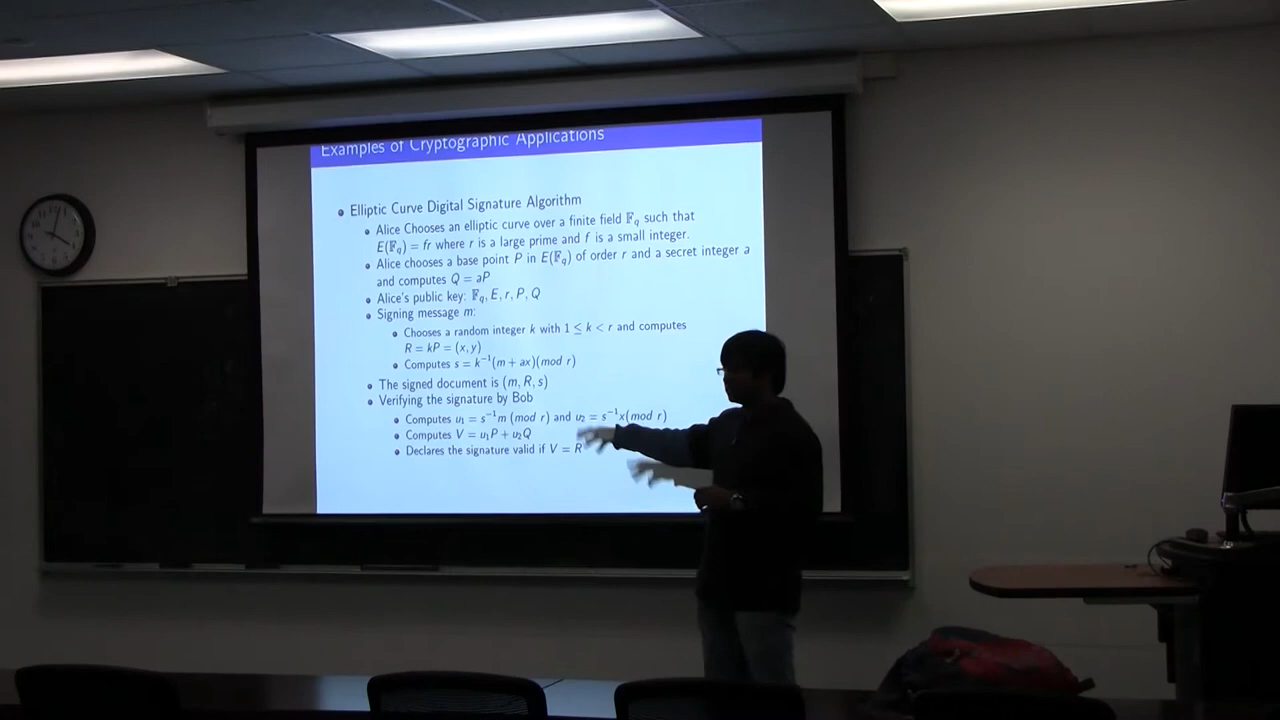 Examples of Cryptographic Applications
• Elliptic Curve Digital Signature Algorithm
• Alice Chooses an elliptic curve over a finite field 𝔽_q such that
E(𝔽_q) = fr where r is a large prime and f is a small integer.
• Alice chooses a base point P in E(𝔽_q) of order r and a secret integer a
and computes Q = aP
• Alice's public key: 𝔽_q, E, r, P, Q
• Signing message m:
• Chooses a random integer k with 1 ≤ k < r and computes
R = kP = (x, y)
• Computes s = k⁻¹(m + ax)(mod r)
• The signed document is (m, R, s)
• Verifying the signature by Bob
• Computes u₁ = s⁻¹m (mod r) and u₂ = s⁻¹x(mod r)
• Computes V = u₁P + u₂Q
• Declares the signature valid if V = R